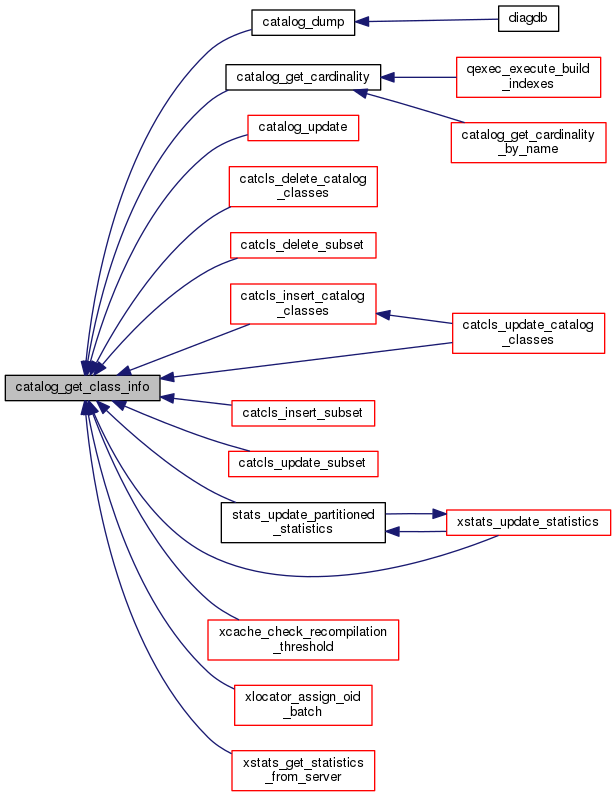 catalog_dump
diagdb
catalog_get_cardinality
qexec_execute_build
_indexes
catalog_get_cardinality
_by_name
catalog_update
catcls_delete_catalog
_classes
catcls_delete_subset
catcls_insert_catalog
_classes
catcls_update_catalog
_classes
catalog_get_class_info
catcls_insert_subset
catcls_update_subset
stats_update_partitioned
_statistics
xstats_update_statistics
xcache_check_recompilation
_threshold
xlocator_assign_oid
_batch
xstats_get_statistics
_from_server